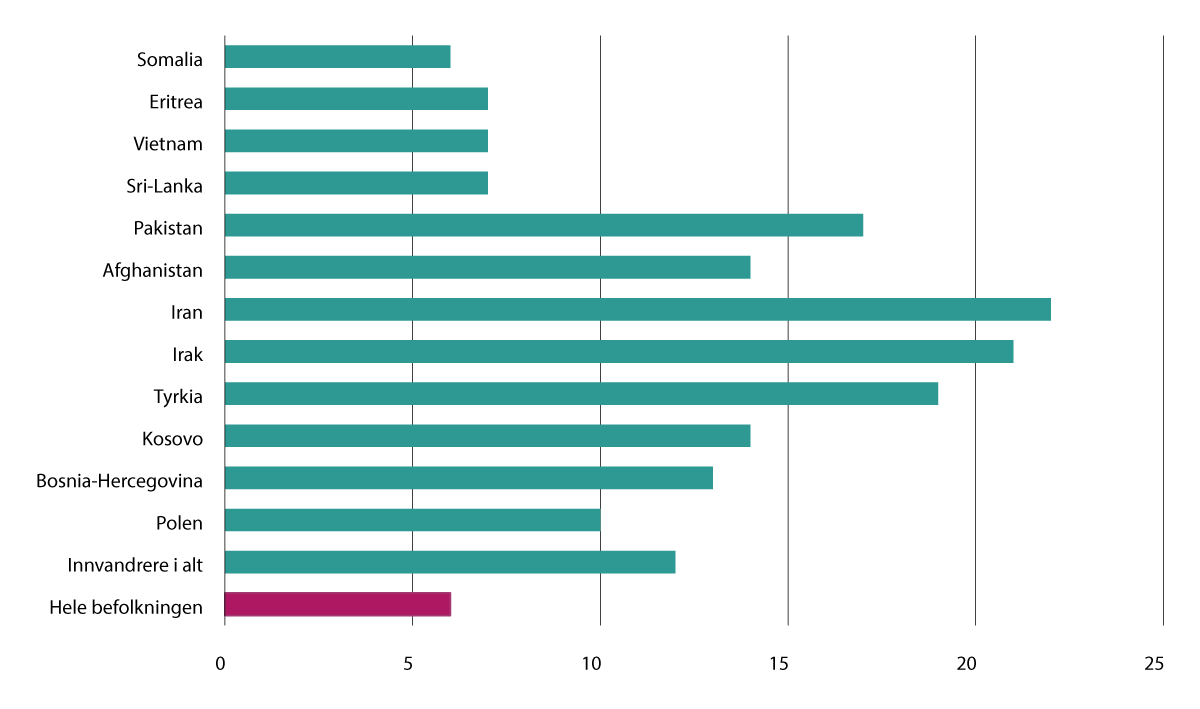 Somalia
Eritrea
Vietnam
Sri-Lanka
Pakistan
Afghanistan
Iran
Irak
Tyrkia
Kosovo
Bosnia-Hercegovina
Polen
Innvandrere i alt
Hele befolkningen
0 5 10 15 20 25